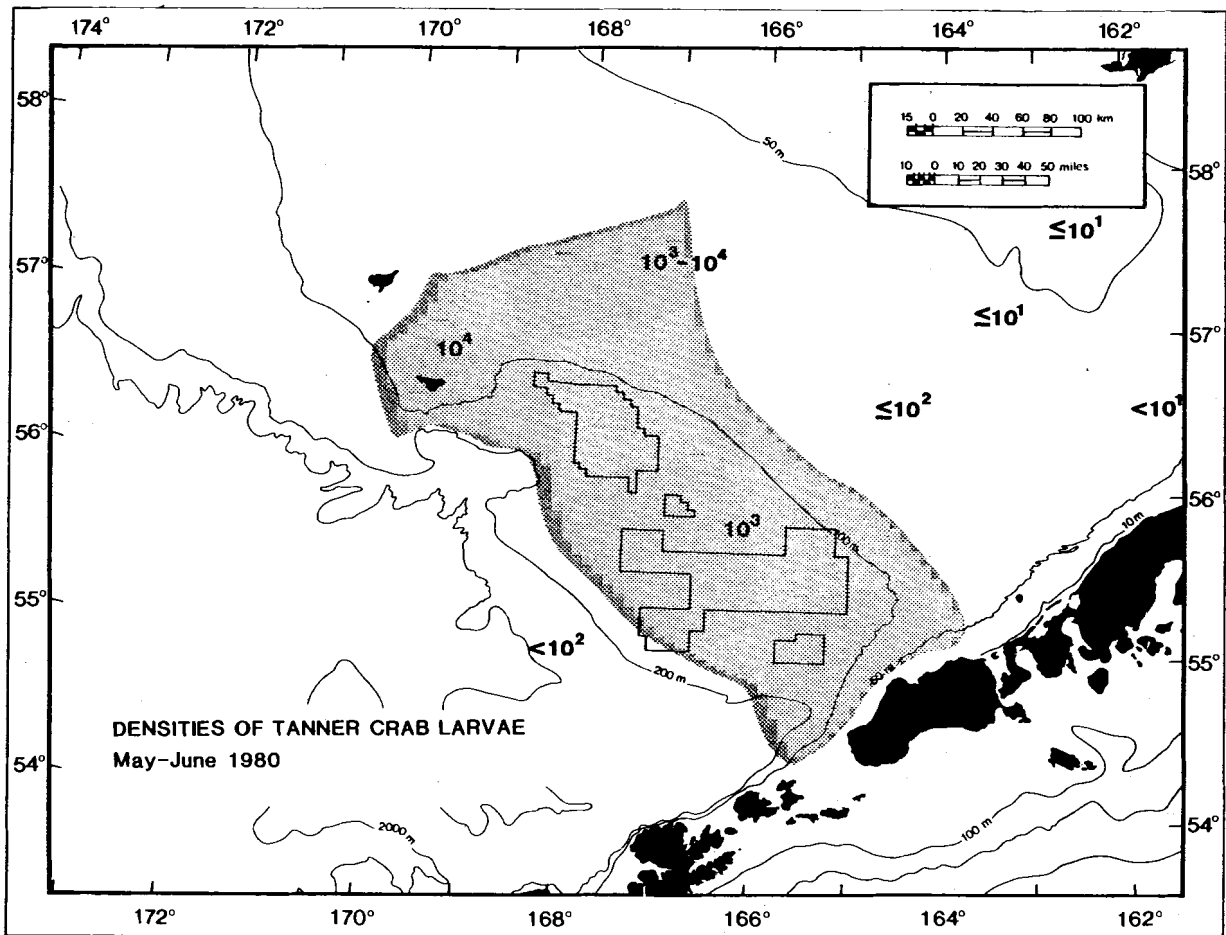 174° 172° 170° 168° 166° 164° 162°
58°
57°
56°
55°
54°
15 0 20 40 60 80 100 km
10 0 10 20 30 40 50 miles
50 m
58°
57°
56°
55°
54°
≤10¹
10³-10⁴
≤10¹
10⁴
≤10²
<10¹
10³
100 m
10 m
<10²
200 m
50 m
DENSITIES OF TANNER CRAB LARVAE
May-June 1980
2000 m
100 m
172° 170° 168° 166° 164° 162°